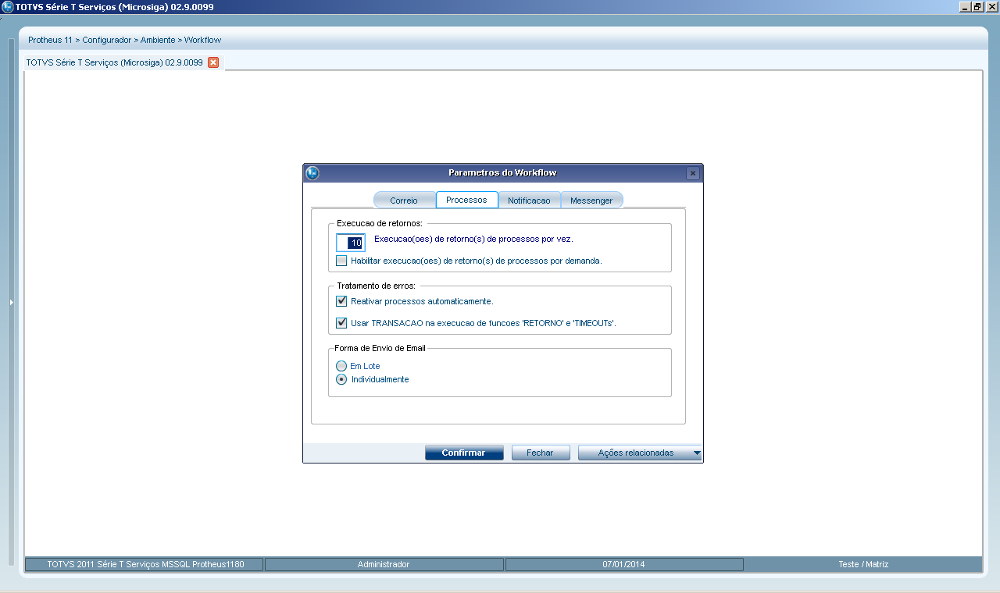 TOTVS Série T Serviços (Microsiga) 02.9.0099
Protheus 11 > Configurador > Ambiente > Workflow
TOTVS Série T Serviços (Microsiga) 02.9.0099
Parametros do Workflow
Correio Processos Notificacao Messenger
Execucao de retornos:
10 Execucao(oes) de retorno(s) de processos por vez.
Habilitar execucao(oes) de retorno(s) de processos por demanda.
Tratamento de erros:
Reativar processos automaticamente.
Usar TRANSACAO na execucao de funcoes 'RETORNO' e 'TIMEOUTs'.
Forma de Envio de Email
Em Lote
Individualmente
Confirmar Fechar Ações relacionadas
TOTVS 2011 Série T Serviços MSSQL Protheus1180 Administrador 07/01/2014 Teste / Matriz